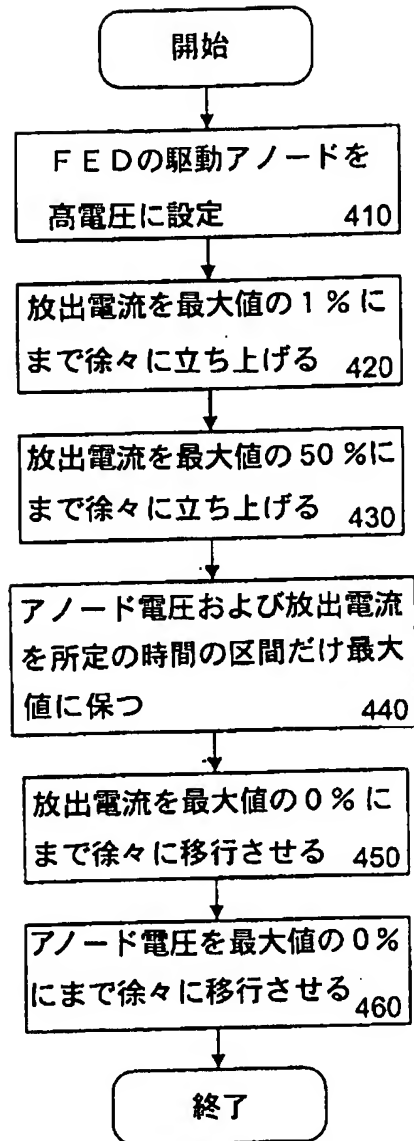 開始
ＦＥＤの駆動アノードを
高電圧に設定 410
放出電流を最大値の１％に
まで徐々に立ち上げる 420
放出電流を最大値の50％に
まで徐々に立ち上げる 430
アノード電圧および放出電流
を所定の時間の区間だけ最大
値に保つ 440
放出電流を最大値の０％に
まで徐々に移行させる 450
アノード電圧を最大値の０％
にまで徐々に移行させる 460
終了